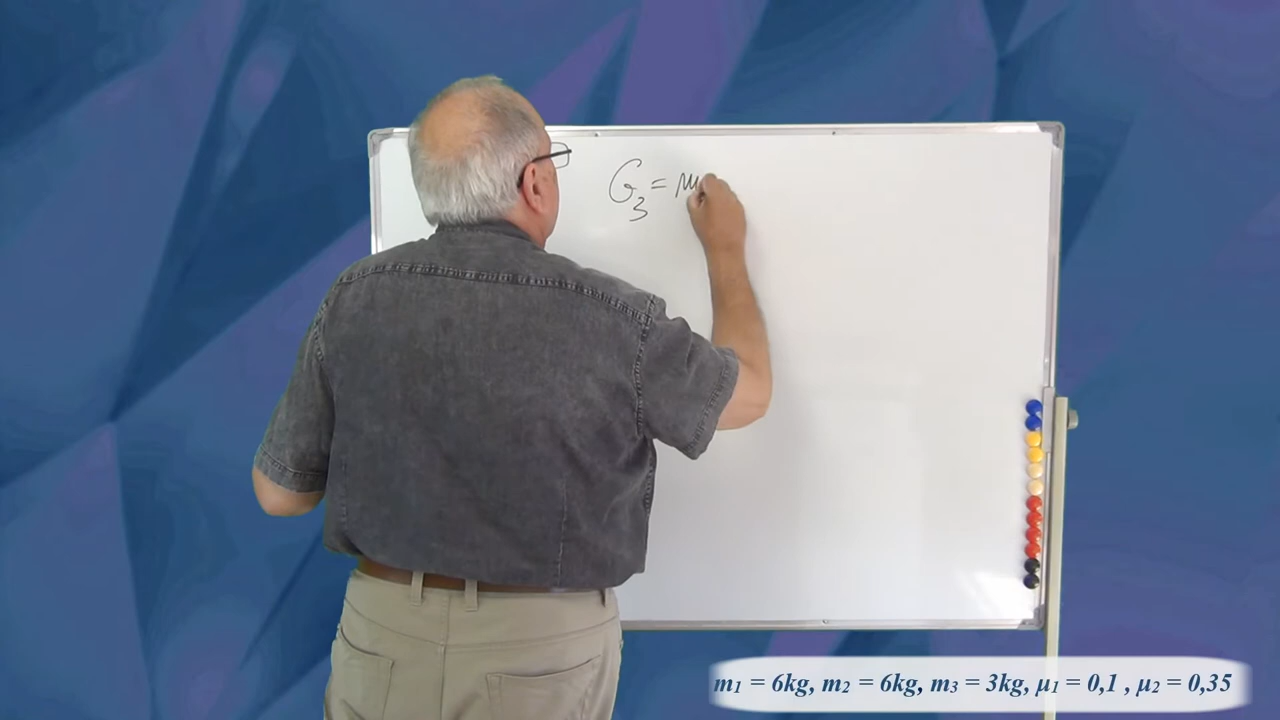 G₃ = m
m₁ = 6kg, m₂ = 6kg, m₃ = 3kg, μ₁ = 0,1 , μ₂ = 0,35